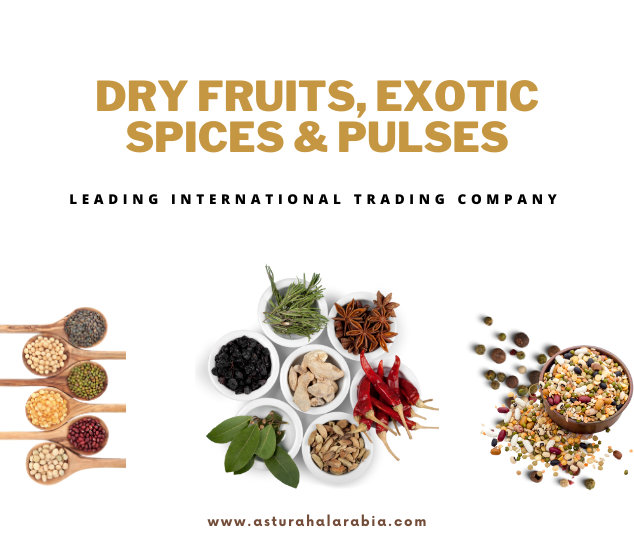 DRY FRUITS, EXOTIC
SPICES & PULSES
LEADING INTERNATIONAL TRADING COMPANY
www.asturahalarabia.com